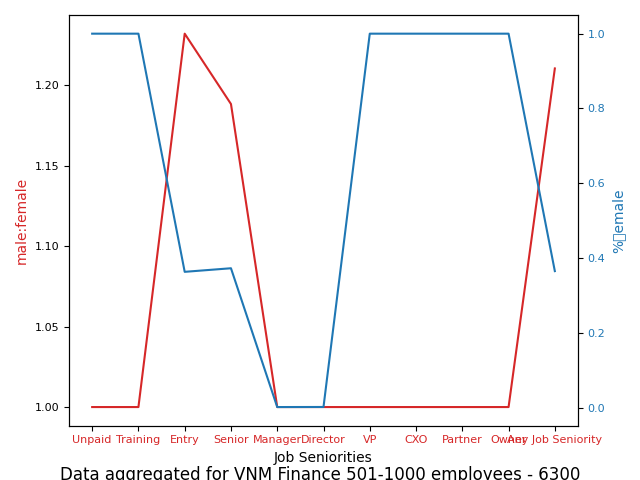 male:female
1.20
1.15
1.10
1.05
1.00
1.0
0.8
0.6
0.4
0.2
0.0
%▯emale
Unpaid Training Entry Senior Manager Director VP CXO Partner Owner Any Job Seniority
Job Seniorities
Data aggregated for VNM Finance 501-1000 employees - 6300